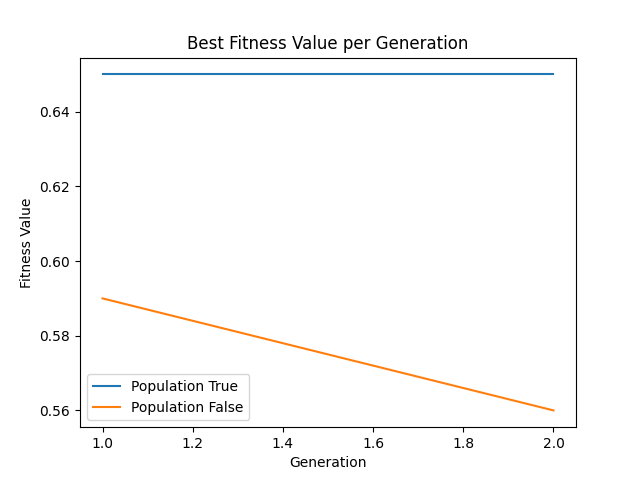 Best Fitness Value per Generation
Fitness Value
0.64
0.62
0.60
0.58
0.56
Population True
Population False
1.0 1.2 1.4 1.6 1.8 2.0
Generation